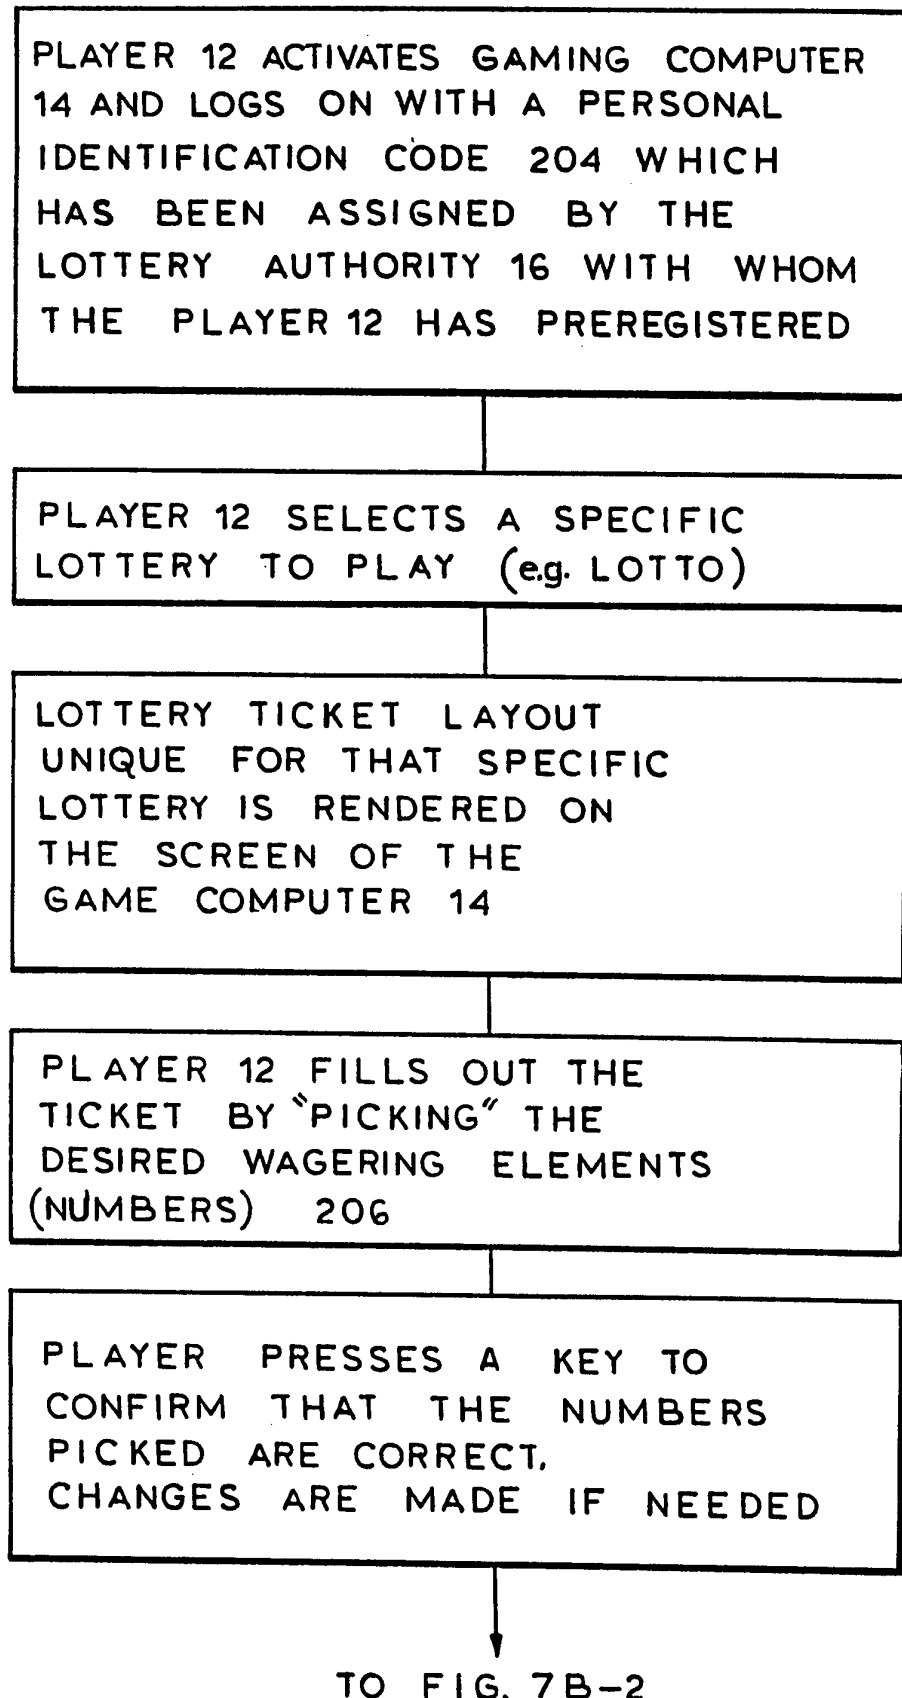 PLAYER 12 ACTIVATES GAMING COMPUTER
14 AND LOGS ON WITH A PERSONAL
IDENTIFICATION CODE 204 WHICH
HAS BEEN ASSIGNED BY THE
LOTTERY AUTHORITY 16 WITH WHOM
THE PLAYER 12 HAS PREREGISTERED
PLAYER 12 SELECTS A SPECIFIC
LOTTERY TO PLAY (e.g. LOTTO)
LOTTERY TICKET LAYOUT
UNIQUE FOR THAT SPECIFIC
LOTTERY IS RENDERED ON
THE SCREEN OF THE
GAME COMPUTER 14
PLAYER 12 FILLS OUT THE
TICKET BY "PICKING" THE
DESIRED WAGERING ELEMENTS
(NUMBERS) 206
PLAYER PRESSES A KEY TO
CONFIRM THAT THE NUMBERS
PICKED ARE CORRECT.
CHANGES ARE MADE IF NEEDED
TO FIG. 7B-2